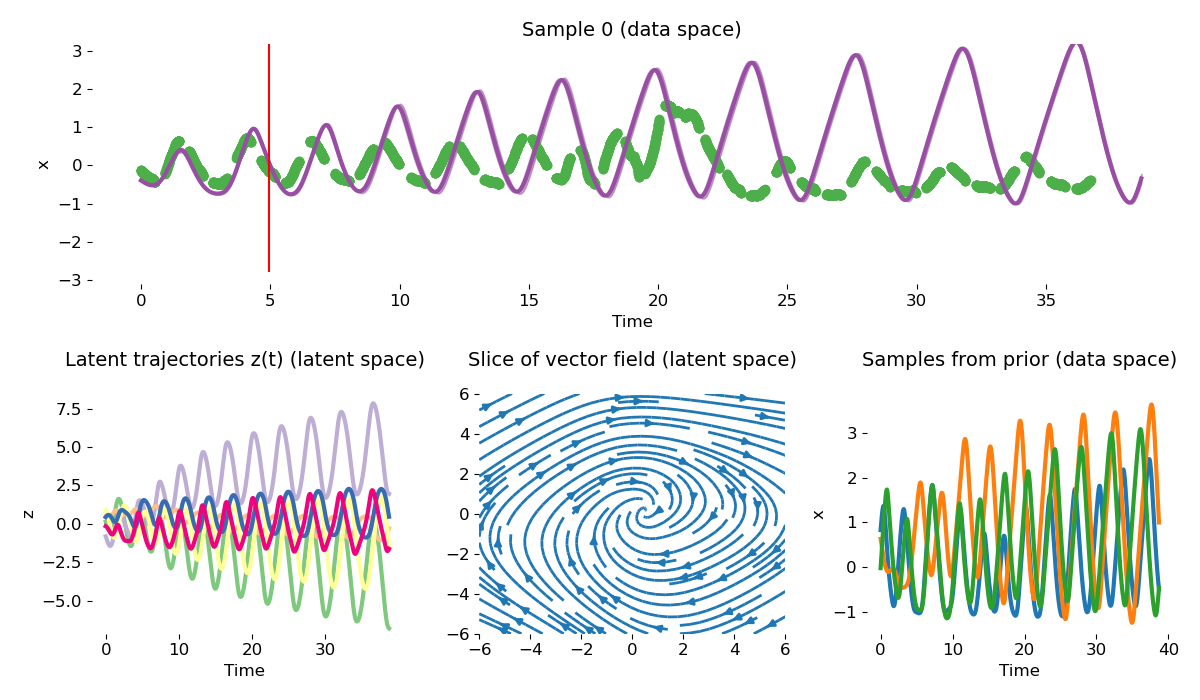 Sample 0 (data space)
3
2
1
0
−1
−2
−3
x
0 5 10 15 20 25 30 35
Time
Latent trajectories z(t) (latent space)
7.5
5.0
2.5
0.0
−2.5
−5.0
z
0 10 20 30
Time
Slice of vector field (latent space)
6
4
2
0
−2
−4
−6
−6 −4 −2 0 2 4 6
Samples from prior (data space)
3
2
1
0
−1
x
0 10 20 30 40
Time